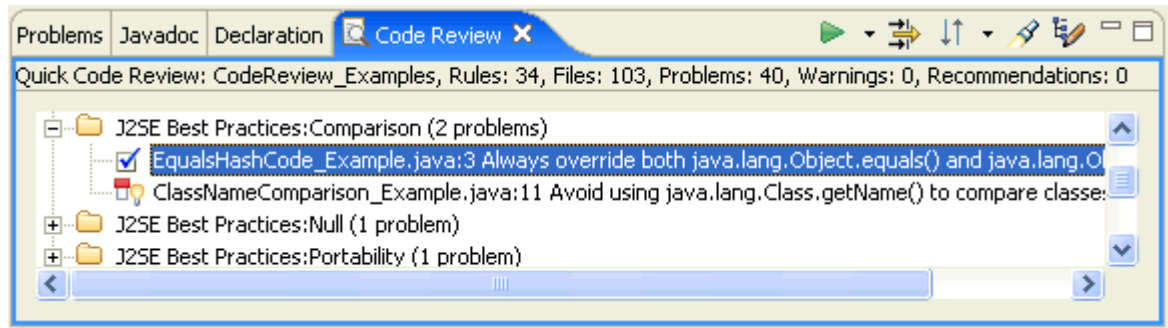 Problems Javadoc Declaration Code Review
Quick Code Review: CodeReview_Examples, Rules: 34, Files: 103, Problems: 40, Warnings: 0, Recommendations: 0
J2SE Best Practices:Comparison (2 problems)
EqualsHashCode_Example.java:3 Always override both java.lang.Object.equals() and java.lang.Ol
ClassNameComparison_Example.java:11 Avoid using java.lang.Class.getName() to compare classes
J2SE Best Practices:Null (1 problem)
J2SE Best Practices:Portability (1 problem)